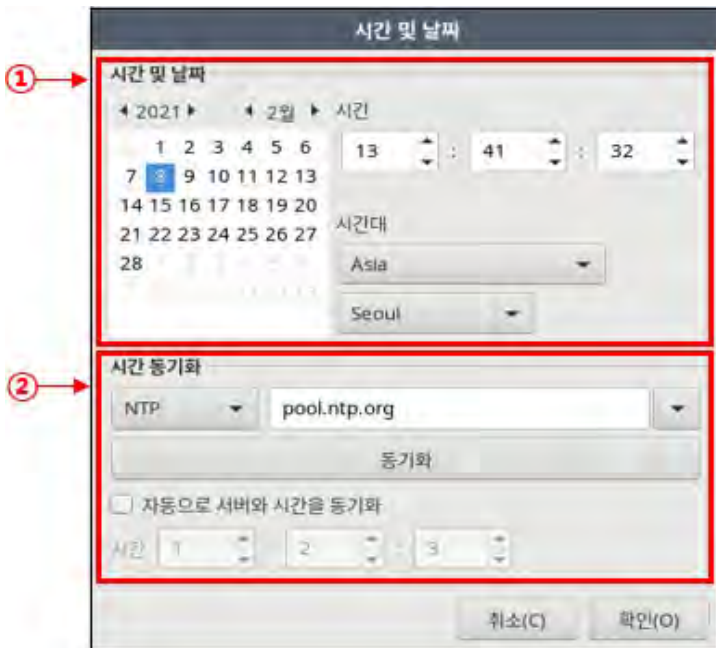 시간 및 날짜
①
시간 및 날짜
2021 2월 시간
1 2 3 4 5 6
13 : 41 : 32
7 8 9 10 11 12 13
14 15 16 17 18 19 20
시간대
21 22 23 24 25 26 27
28
Asia
Seoul
②
시간 동기화
NTP pool.ntp.org
동기화
자동으로 서버와 시간을 동기화
시간 1 2 : 3
취소(C) 확인(O)